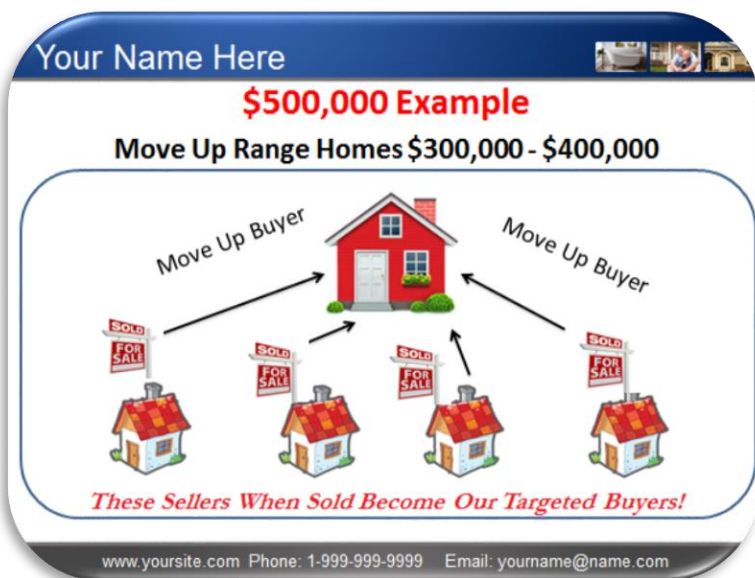 Your Name Here
$500,000 Example
Move Up Range Homes $300,000 - $400,000
Move Up Buyer
Move Up Buyer
SOLD
FOR SALE
SOLD
FOR SALE
SOLD
FOR SALE
SOLD
FOR SALE
These Sellers When Sold Become Our Targeted Buyers!
www.yoursite.com Phone: 1-999-999-9999 Email: yourname@name.com